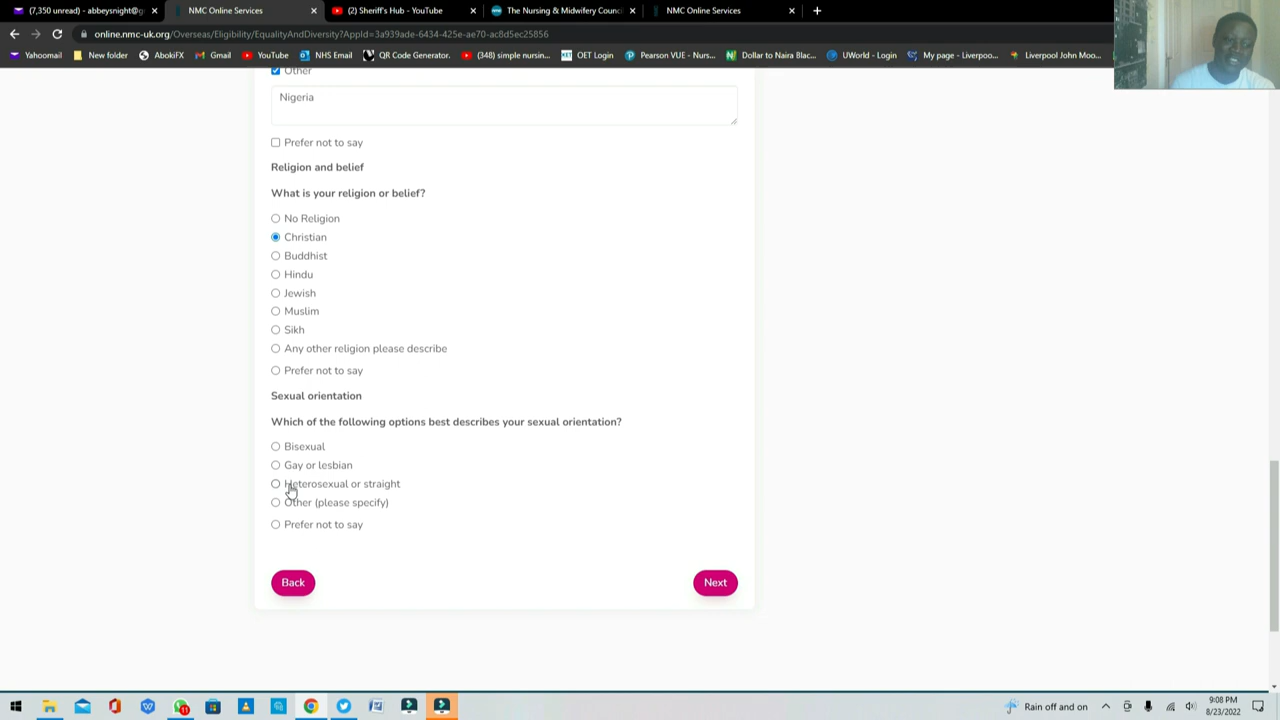 (7,350 unread) - abbeysnight@g
NMC Online Services
(2) Sheriff's Hub - YouTube
The Nursing & Midwifery Counc
NMC Online Services
online.nmc-uk.org/Overseas/Eligibility/EqualityAndDiversity?AppId=3a939ade-6434-425e-ae70-ac8d5ec25856
Yahoomail
New folder
AbokiFX
Gmail
YouTube
NHS Email
QR Code Generator.
(348) simple nursin...
OET Login
Pearson VUE - Nurs...
Dollar to Naira Blac...
UWorld - Login
My page - Liverpoo...
Liverpool John Moo...
Other
Nigeria
Prefer not to say
Religion and belief
What is your religion or belief?
No Religion
Christian
Buddhist
Hindu
Jewish
Muslim
Sikh
Any other religion please describe
Prefer not to say
Sexual orientation
Which of the following options best describes your sexual orientation?
Bisexual
Gay or lesbian
Heterosexual or straight
Other (please specify)
Prefer not to say
Back
Next
11
Rain off and on
9:08 PM
8/23/2022